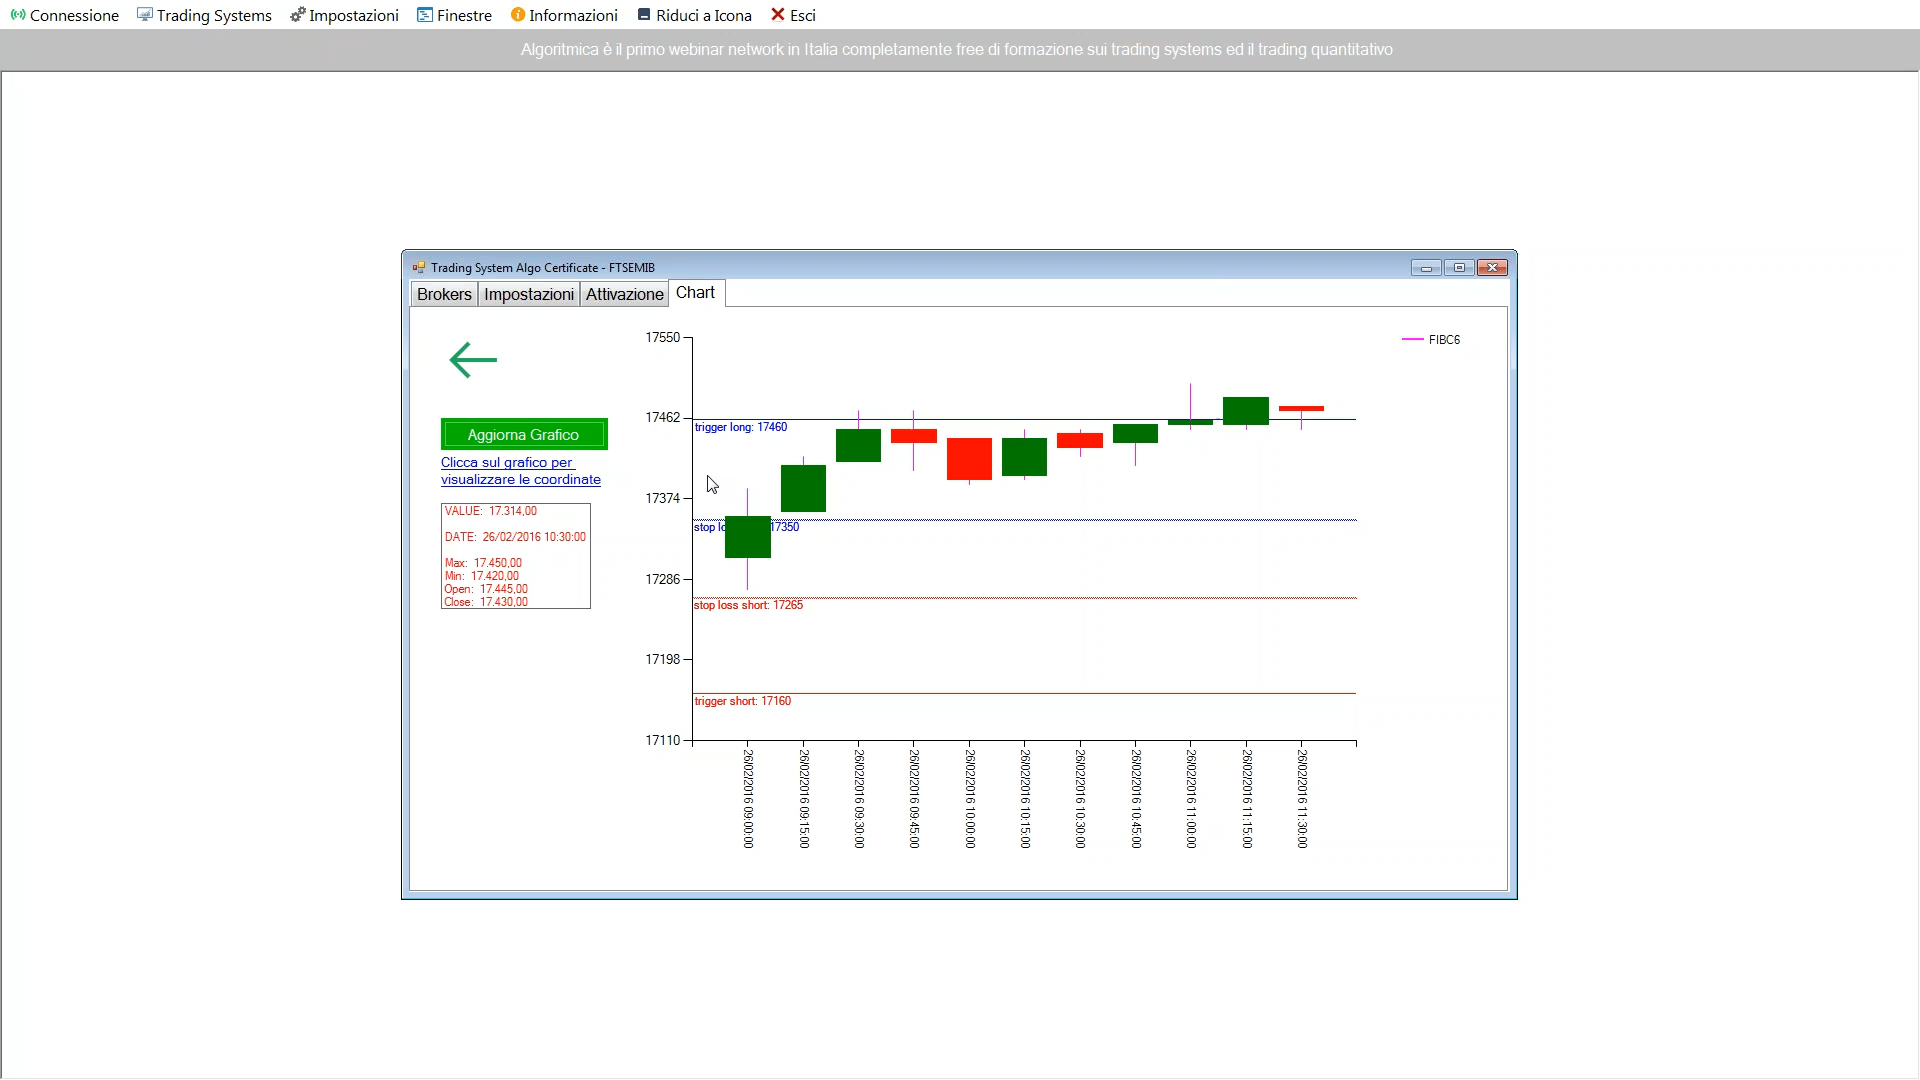 Connessione Trading Systems Impostazioni Finestre Informazioni Riduci a Icona Esci
Algoritmica è il primo webinar network in Italia completamente free di formazione sui trading systems ed il trading quantitativo
Trading System Algo Certificate - FTSEMIB
Brokers Impostazioni Attivazione Chart
17550
FIBC6
17462
trigger long: 17460
Aggiorna Grafico
Clicca sul grafico per
visualizzare le coordinate
17374
VALUE: 17.314,00
stop lo 17350
DATE: 26/02/2016 10:30:00
Max: 17.450,00
Min: 17.420,00
Open: 17.445,00
Close: 17.430,00
17286
stop loss short: 17265
17198
trigger short: 17160
17110
26/02/2016 09:00:00
26/02/2016 09:15:00
26/02/2016 09:30:00
26/02/2016 09:45:00
26/02/2016 10:00:00
26/02/2016 10:15:00
26/02/2016 10:30:00
26/02/2016 10:45:00
26/02/2016 11:00:00
26/02/2016 11:15:00
26/02/2016 11:30:00